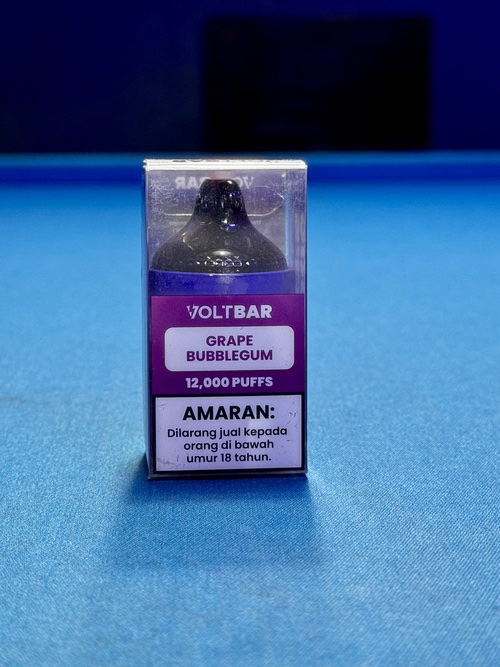 VOLTBAR
GRAPE
BUBBLEGUM
12,000 PUFFS
AMARAN:
Dilarang jual kepada
orang di bawah
umur 18 tahun.